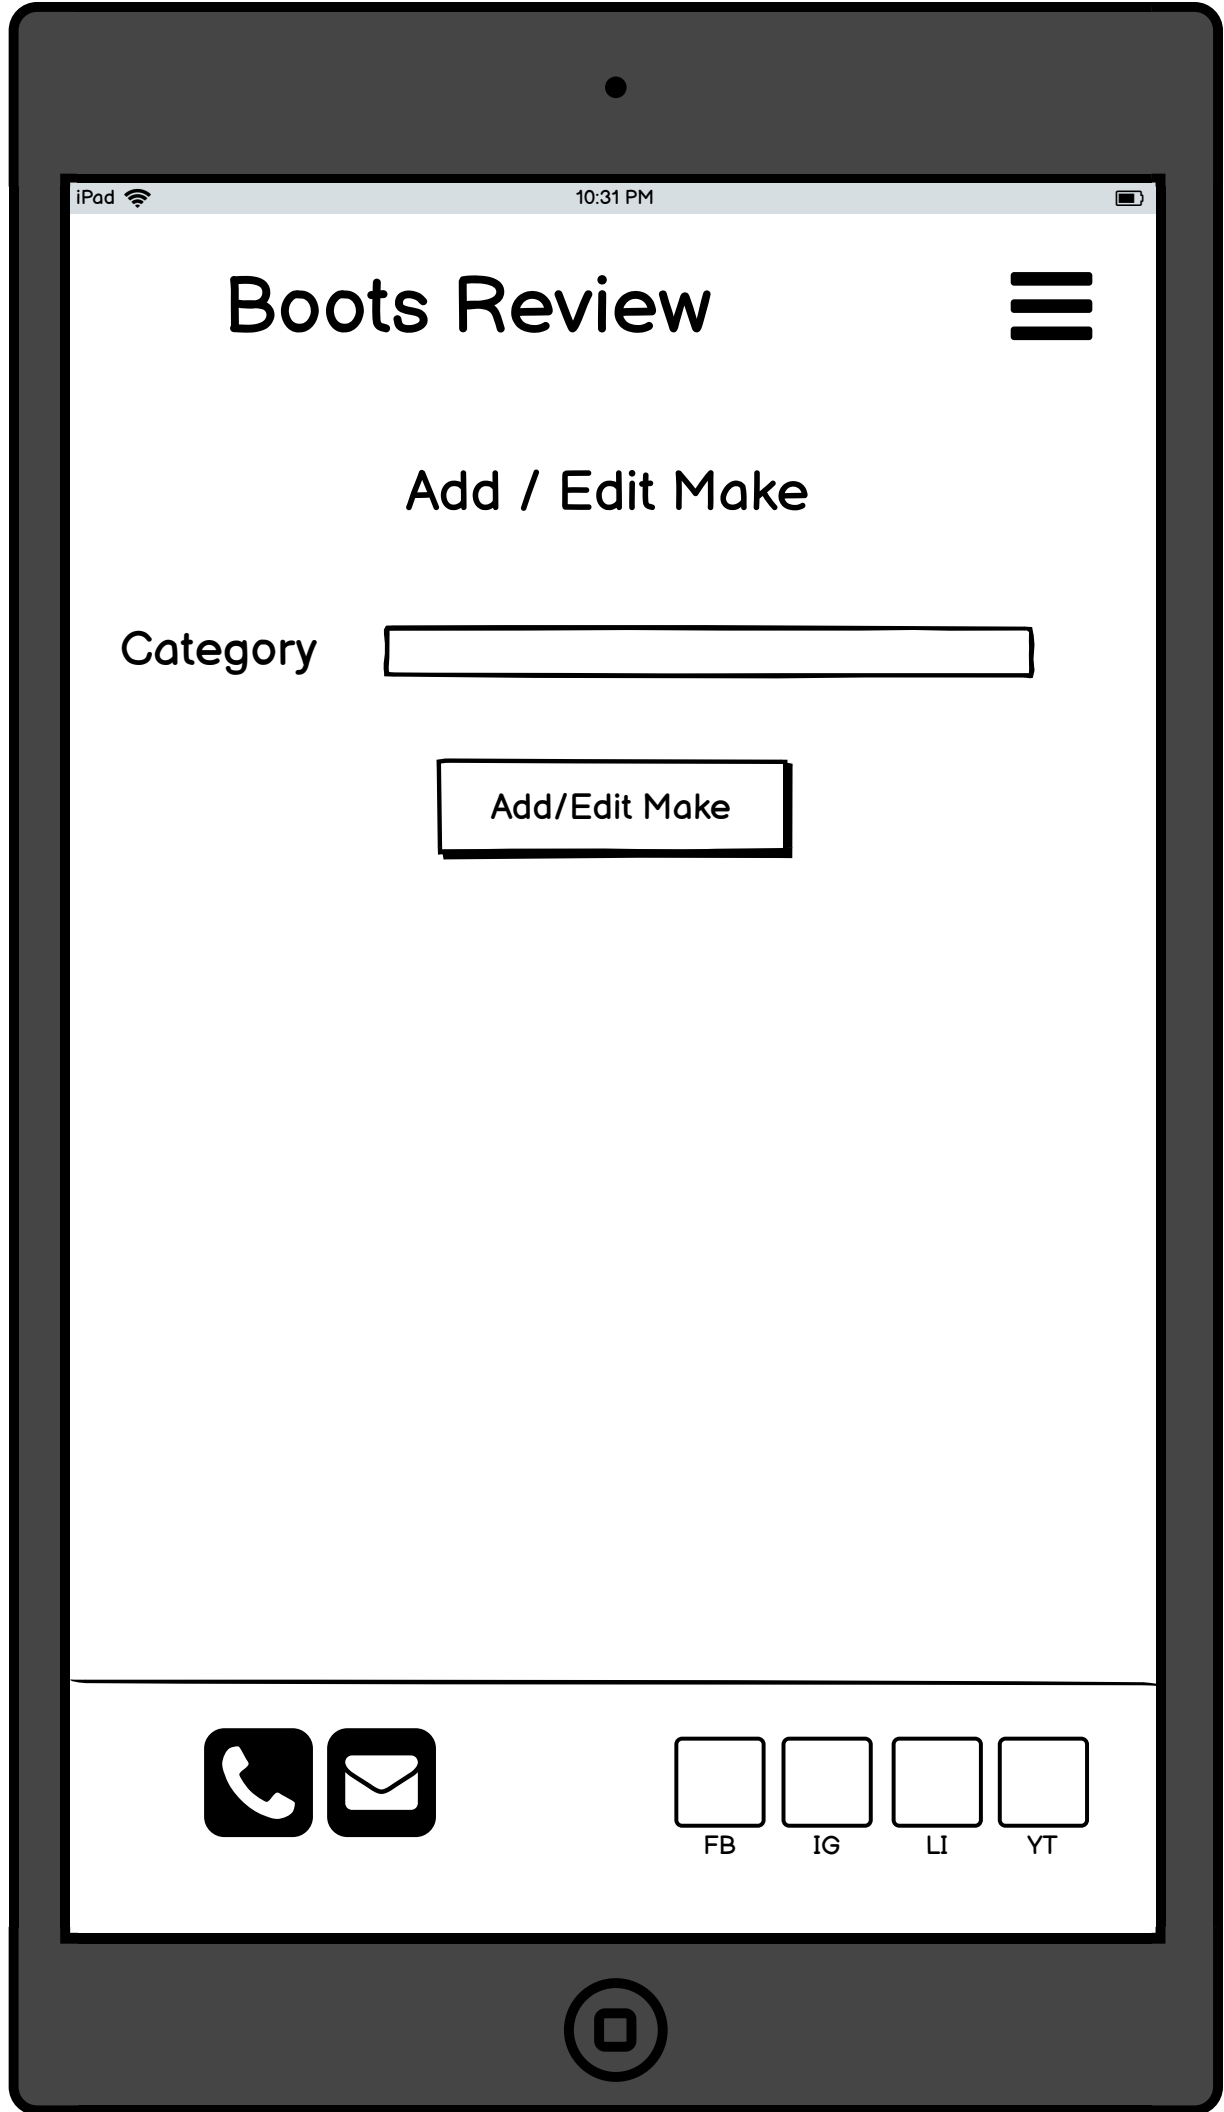 iPad 10:31 PM
Boots Review
Add / Edit Make
Category
Add/Edit Make
FB IG LI YT